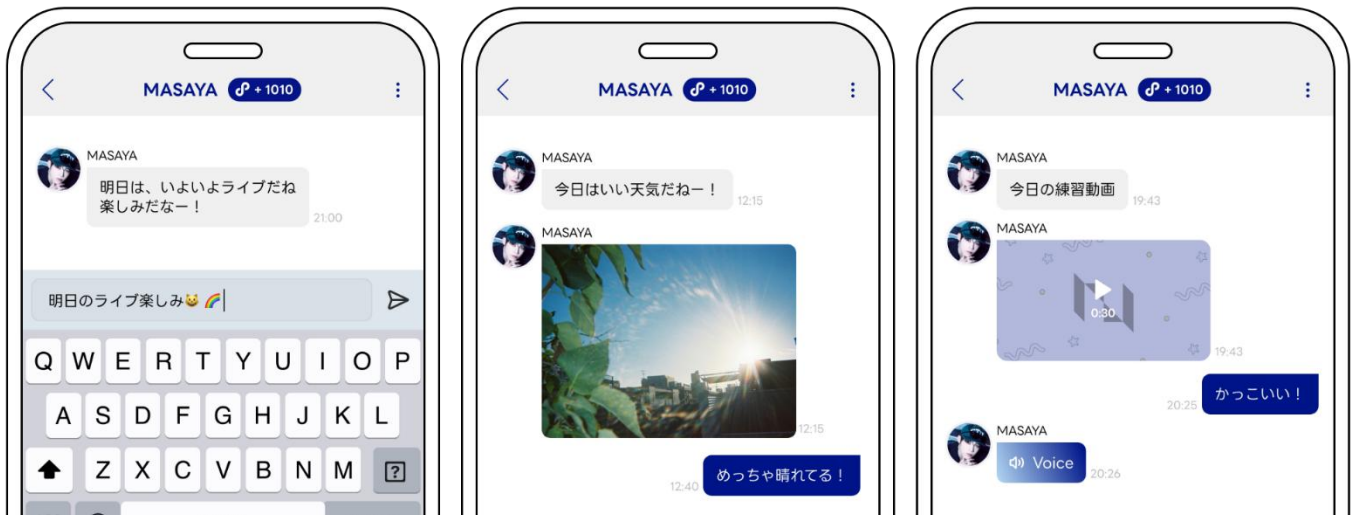 MASAYA + 1010
MASAYA
明日は、いよいよライブだね
楽しみだなー！
21:00
明日のライブ楽しみ😺🌈
Q W E R T Y U I O P
A S D F G H J K L
Z X C V B N M ?
MASAYA + 1010
MASAYA
今日はいい天気だねー！
12:15
MASAYA
12:15
めっちゃ晴れてる！
12:40
MASAYA + 1010
MASAYA
今日の練習動画
19:43
MASAYA
0:30
19:43
かっこいい！
20:25
MASAYA
Voice
20:26